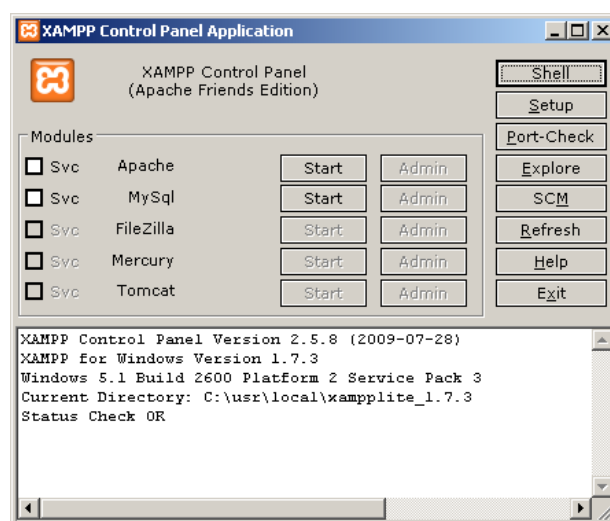 XAMPP Control Panel Application
XAMPP Control Panel
(Apache Friends Edition)
Shell
Setup
Port-Check
Explore
SCM
Refresh
Help
Exit
Modules
Svc Apache Start Admin
Svc MySql Start Admin
Svc FileZilla Start Admin
Svc Mercury Start Admin
Svc Tomcat Start Admin
XAMPP Control Panel Version 2.5.8 (2009-07-28)
XAMPP for Windows Version 1.7.3
Windows 5.1 Build 2600 Platform 2 Service Pack 3
Current Directory: C:\usr\local\xampplite_1.7.3
Status Check OR